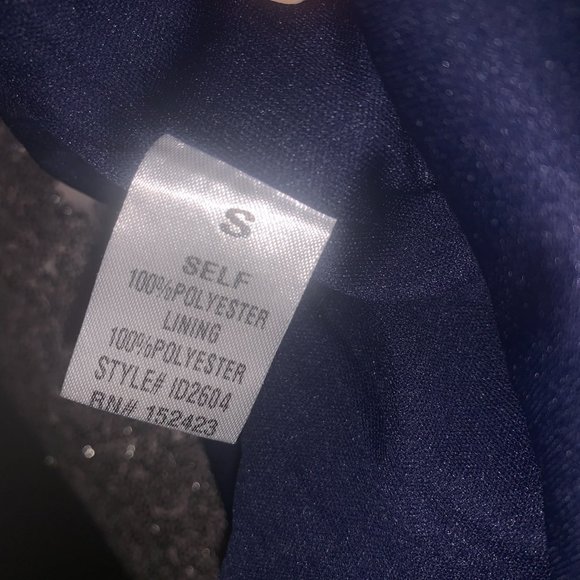 S
SELF
100%POLYESTER
LINING
100%POLYESTER
STYLE# ID2604
RN# 152423